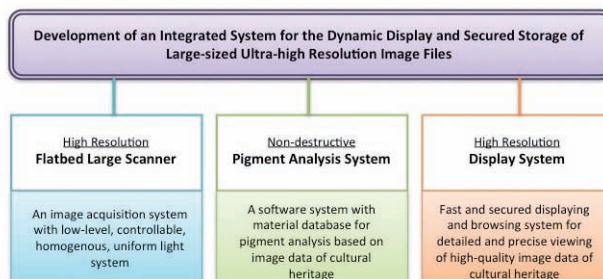 Development of an Integrated System for the Dynamic Display and Secured Storage of
Large-sized Ultra-high Resolution Image Files
High Resolution
Flatbed Large Scanner
An image acquisition system
with low-level, controllable,
homogenous, uniform light
system
Non-destructive
Pigment Analysis System
A software system with
material database for
pigment analysis based on
image data of cultural
heritage
High Resolution
Display System
Fast and secured displaying
and browsing system for
detailed and precise viewing
of high-quality image data of
cultural heritage